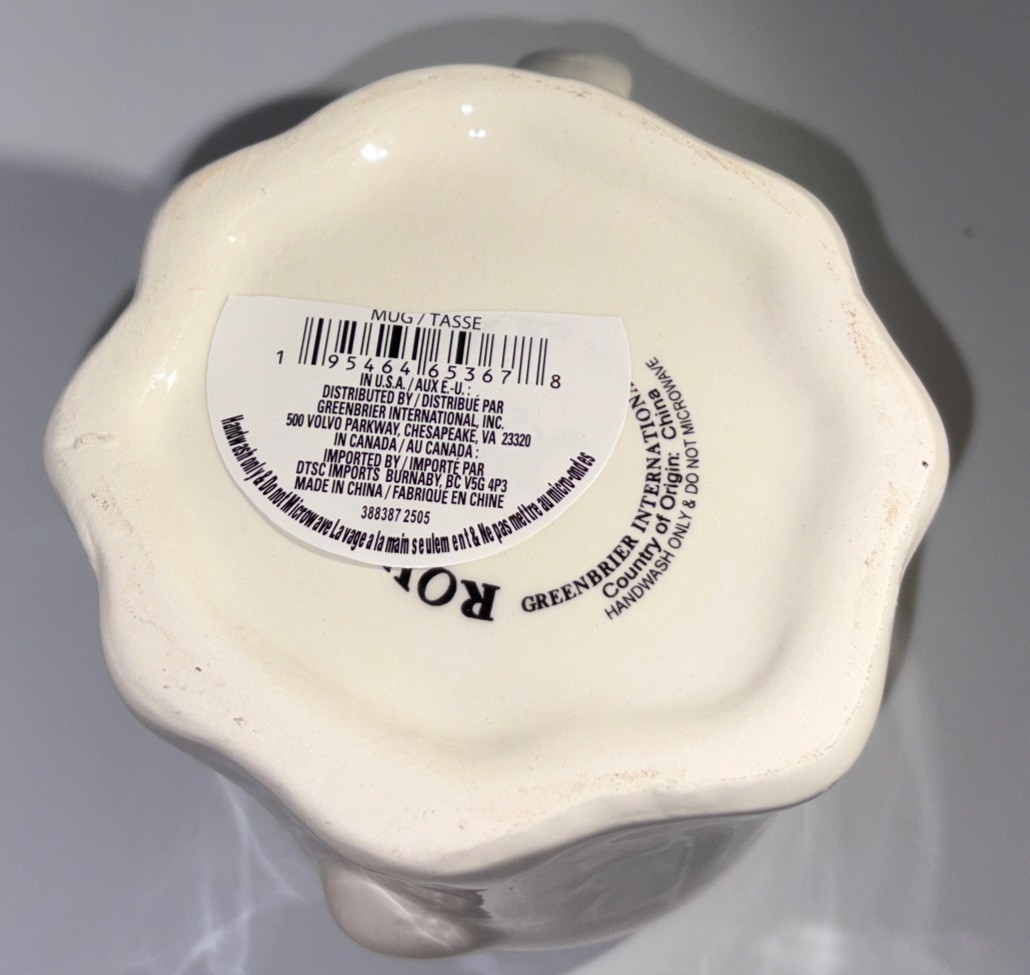 MUG / TASSE
1 95464 65367 8
IN U.S.A. / AUX É.-U. :
DISTRIBUTED BY / DISTRIBUÉ PAR
GREENBRIER INTERNATIONAL, INC.
500 VOLVO PARKWAY, CHESAPEAKE, VA 23320
IN CANADA / AU CANADA :
IMPORTED BY / IMPORTÉ PAR
DTSC IMPORTS BURNABY, BC V5G 4P3
MADE IN CHINA / FABRIQUÉ EN CHINE
388387 2505
Handwash only & Do not Microwave Lavage a la main seulement & Ne pas mettre au micro-ondes
GREENBRIER INTERNATION
Country of Origin: China
HANDWASH ONLY & DO NOT MICROWAVE